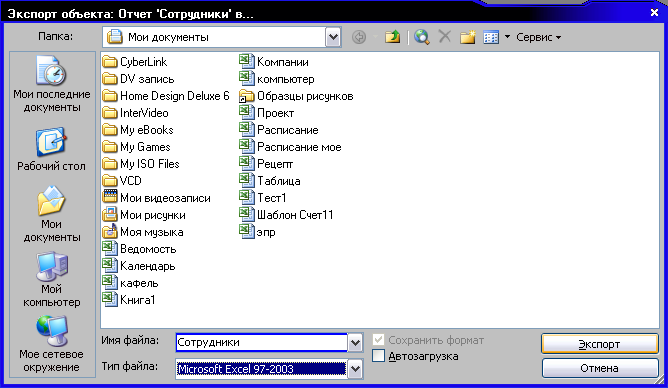 Экспорт объекта: Отчет 'Сотрудники' в...
Папка:
Мои документы
Сервис
Мои последние
документы
Рабочий стол
Мои
документы
Мой
компьютер
Мое сетевое
окружение
CyberLink
DV запись
Home Design Deluxe 6
InterVideo
My eBooks
My Games
My ISO Files
VCD
Мои видеозаписи
Мои рисунки
Моя музыка
Ведомость
Календарь
кафель
Книга1
Компании
компьютер
Образцы рисунков
Проект
Расписание
Расписание мое
Рецепт
Таблица
Тест1
Шаблон Счет11
эпр
Имя файла:
Сотрудники
Тип файла:
Microsoft Excel 97-2003
Сохранить формат
Автозагрузка
Экспорт
Отмена